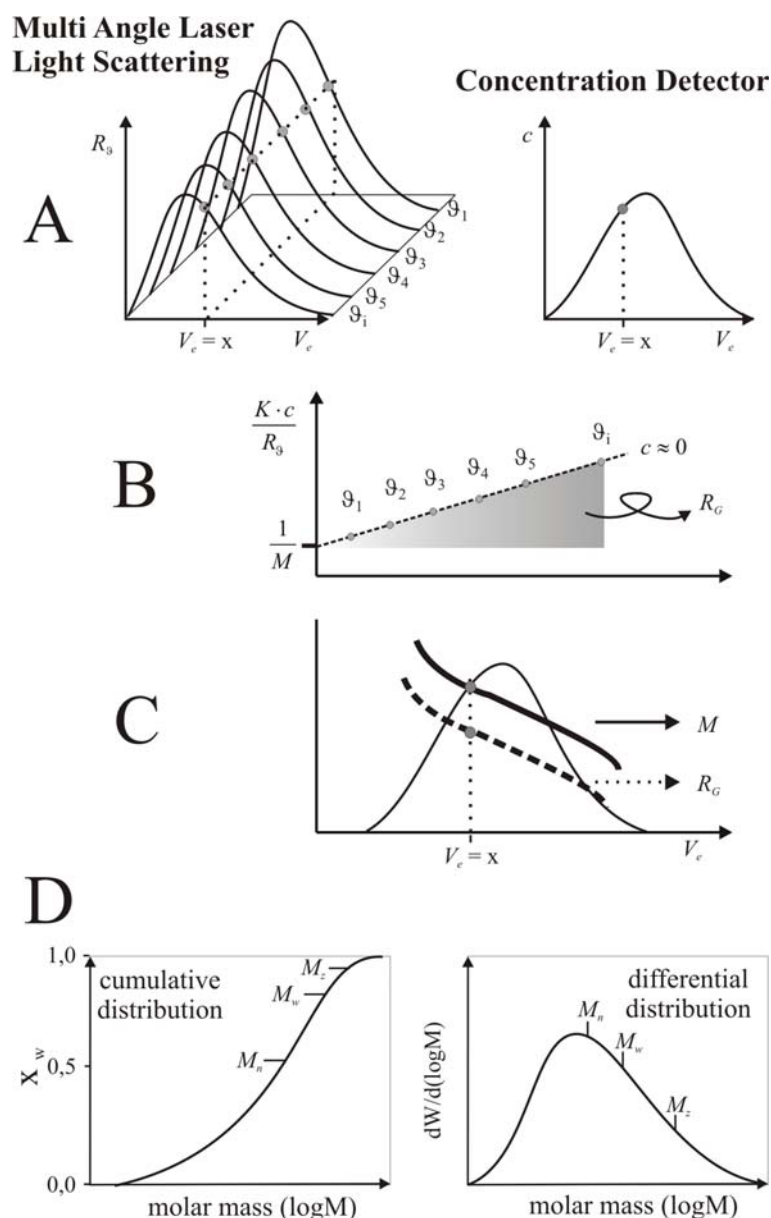 Multi Angle Laser
Light Scattering
Concentration Detector
A
R_ϑ
ϑ₁
ϑ₂
ϑ₃
ϑ₄
ϑ₅
ϑᵢ
V_e = x
V_e
c
V_e = x
V_e
B
K · c
R_ϑ
1
M
ϑ₁
ϑ₂
ϑ₃
ϑ₄
ϑ₅
ϑᵢ
c ≈ 0
R_G
C
M
R_G
V_e = x
V_e
D
1,0
0,5
0,0
X_w
cumulative
distribution
M_z
M_w
M_n
molar mass (logM)
dW/d(logM)
differential
distribution
M_n
M_w
M_z
molar mass (logM)